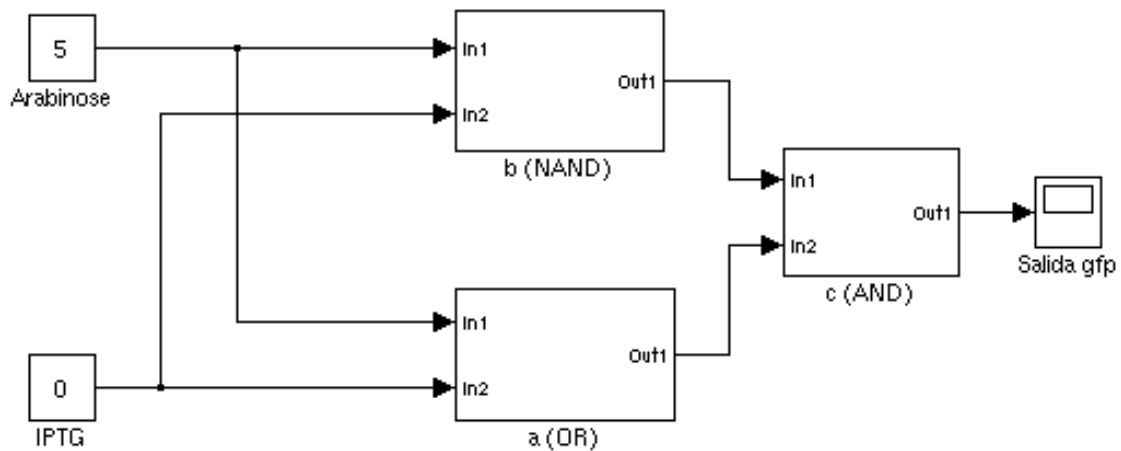 5
Arabinose
In1
In2
Out1
b (NAND)
In1
In2
Out1
c (AND)
Salida gfp
In1
In2
Out1
a (OR)
0
IPTG